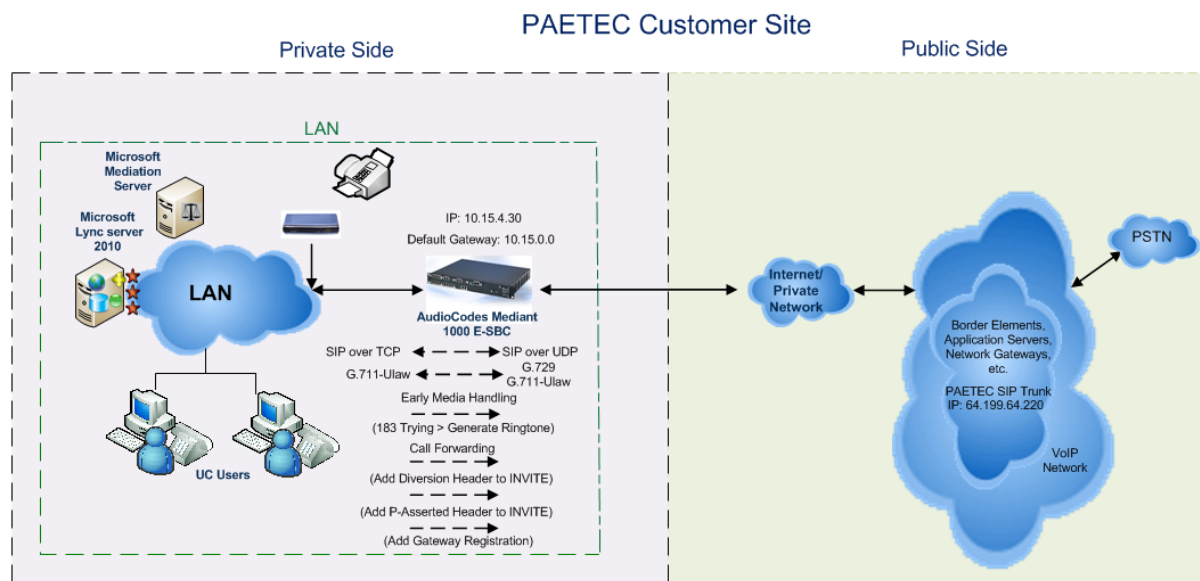 PAETEC Customer Site
Private Side
Public Side
LAN
Microsoft
Mediation
Server
Microsoft
Lync server
2010
LAN
IP: 10.15.4.30
Default Gateway: 10.15.0.0
AudioCodes Mediant
1000 E-SBC
SIP over TCP
SIP over UDP
G.711-Ulaw
G.729
G.711-Ulaw
Early Media Handling
(183 Trying > Generate Ringtone)
Call Forwarding
(Add Diversion Header to INVITE)
(Add P-Asserted Header to INVITE)
(Add Gateway Registration)
UC Users
Internet/
Private
Network
PSTN
Border Elements,
Application Servers,
Network Gateways,
etc.
PAETEC SIP Trunk
IP: 64.199.64.220
VoIP
Network